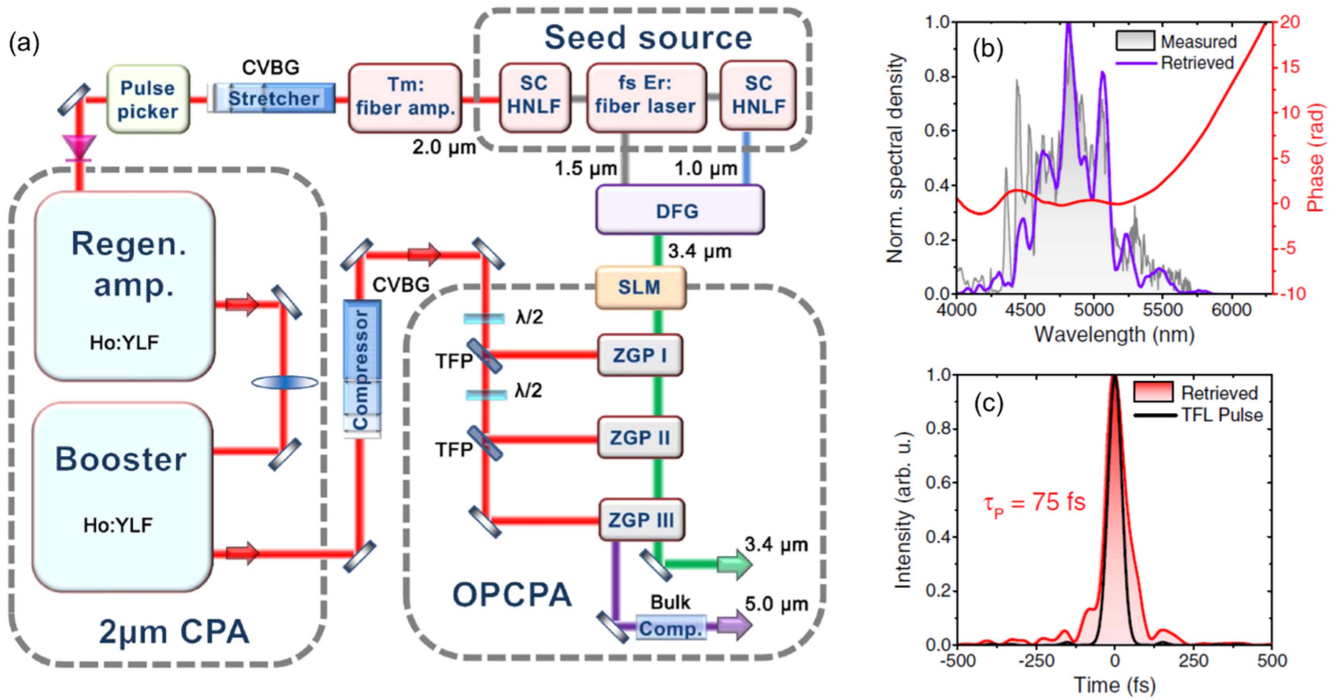 (a)
Seed source
CVBG
Pulse
picker
Stretcher
Tm:
fiber amp.
SC
HNLF
fs Er:
fiber laser
SC
HNLF
2.0 μm
1.5 μm
1.0 μm
DFG
3.4 μm
SLM
Regen.
amp.
Ho:YLF
Booster
Ho:YLF
2μm CPA
CVBG
Compressor
λ/2
TFP
λ/2
TFP
ZGP I
ZGP II
ZGP III
3.4 μm
5.0 μm
Bulk
Comp.
OPCPA
(b)
Measured
Retrieved
Norm. spectral density
1.0
0.8
0.6
0.4
0.2
0.0
4000
4500
5000
5500
6000
Wavelength (nm)
20
15
10
5
0
-5
-10
Phase (rad)
(c)
Retrieved
TFL Pulse
τP = 75 fs
Intensity (arb. u.)
1.0
0.8
0.6
0.4
0.2
0.0
-500
-250
0
250
500
Time (fs)